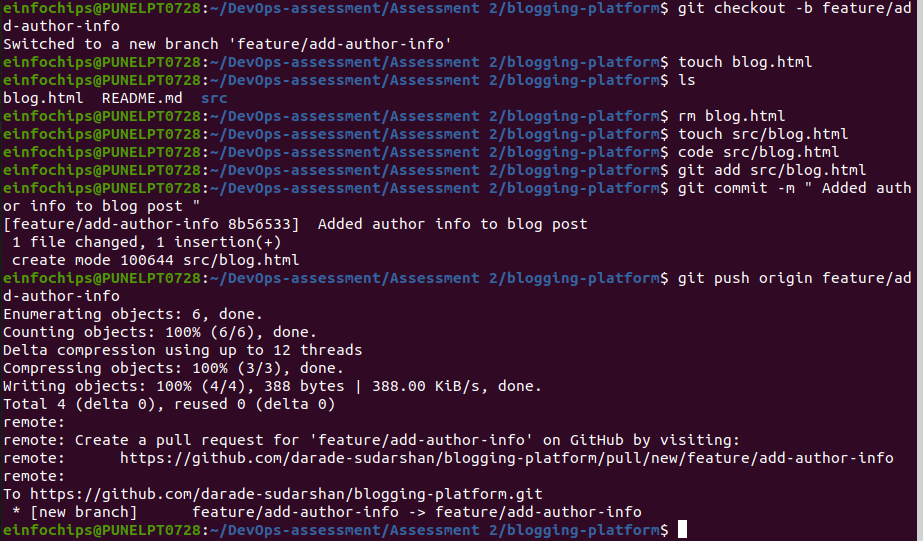 einfochips@PUNELPT0728:~/DevOps-assessment/Assessment 2/blogging-platform$ git checkout -b feature/ad
d-author-info
Switched to a new branch 'feature/add-author-info'
einfochips@PUNELPT0728:~/DevOps-assessment/Assessment 2/blogging-platform$ touch blog.html
einfochips@PUNELPT0728:~/DevOps-assessment/Assessment 2/blogging-platform$ ls
blog.html  README.md  src
einfochips@PUNELPT0728:~/DevOps-assessment/Assessment 2/blogging-platform$ rm blog.html
einfochips@PUNELPT0728:~/DevOps-assessment/Assessment 2/blogging-platform$ touch src/blog.html
einfochips@PUNELPT0728:~/DevOps-assessment/Assessment 2/blogging-platform$ code src/blog.html
einfochips@PUNELPT0728:~/DevOps-assessment/Assessment 2/blogging-platform$ git add src/blog.html
einfochips@PUNELPT0728:~/DevOps-assessment/Assessment 2/blogging-platform$ git commit -m " Added auth
or info to blog post "
[feature/add-author-info 8b56533]  Added author info to blog post
 1 file changed, 1 insertion(+)
 create mode 100644 src/blog.html
einfochips@PUNELPT0728:~/DevOps-assessment/Assessment 2/blogging-platform$ git push origin feature/ad
d-author-info
Enumerating objects: 6, done.
Counting objects: 100% (6/6), done.
Delta compression using up to 12 threads
Compressing objects: 100% (3/3), done.
Writing objects: 100% (4/4), 388 bytes | 388.00 KiB/s, done.
Total 4 (delta 0), reused 0 (delta 0)
remote:
remote: Create a pull request for 'feature/add-author-info' on GitHub by visiting:
remote:      https://github.com/darade-sudarshan/blogging-platform/pull/new/feature/add-author-info
remote:
To https://github.com/darade-sudarshan/blogging-platform.git
 * [new branch]      feature/add-author-info -> feature/add-author-info
einfochips@PUNELPT0728:~/DevOps-assessment/Assessment 2/blogging-platform$